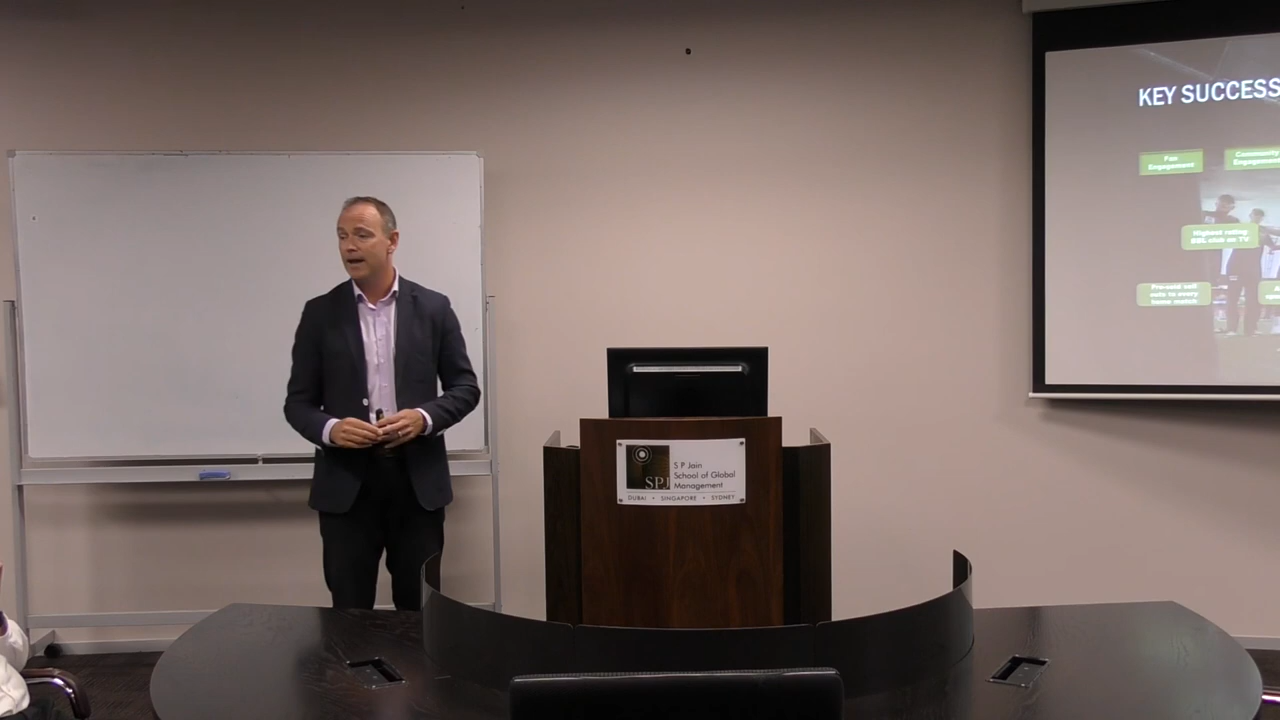 KEY SUCCESS
Fan
Engagement
Community
Engagement
Highest rating
BBL club on TV
Pre-sold sell
outs to every
home match
S P Jain
School of Global
SPJ
Management
DUBAI • SINGAPORE • SYDNEY